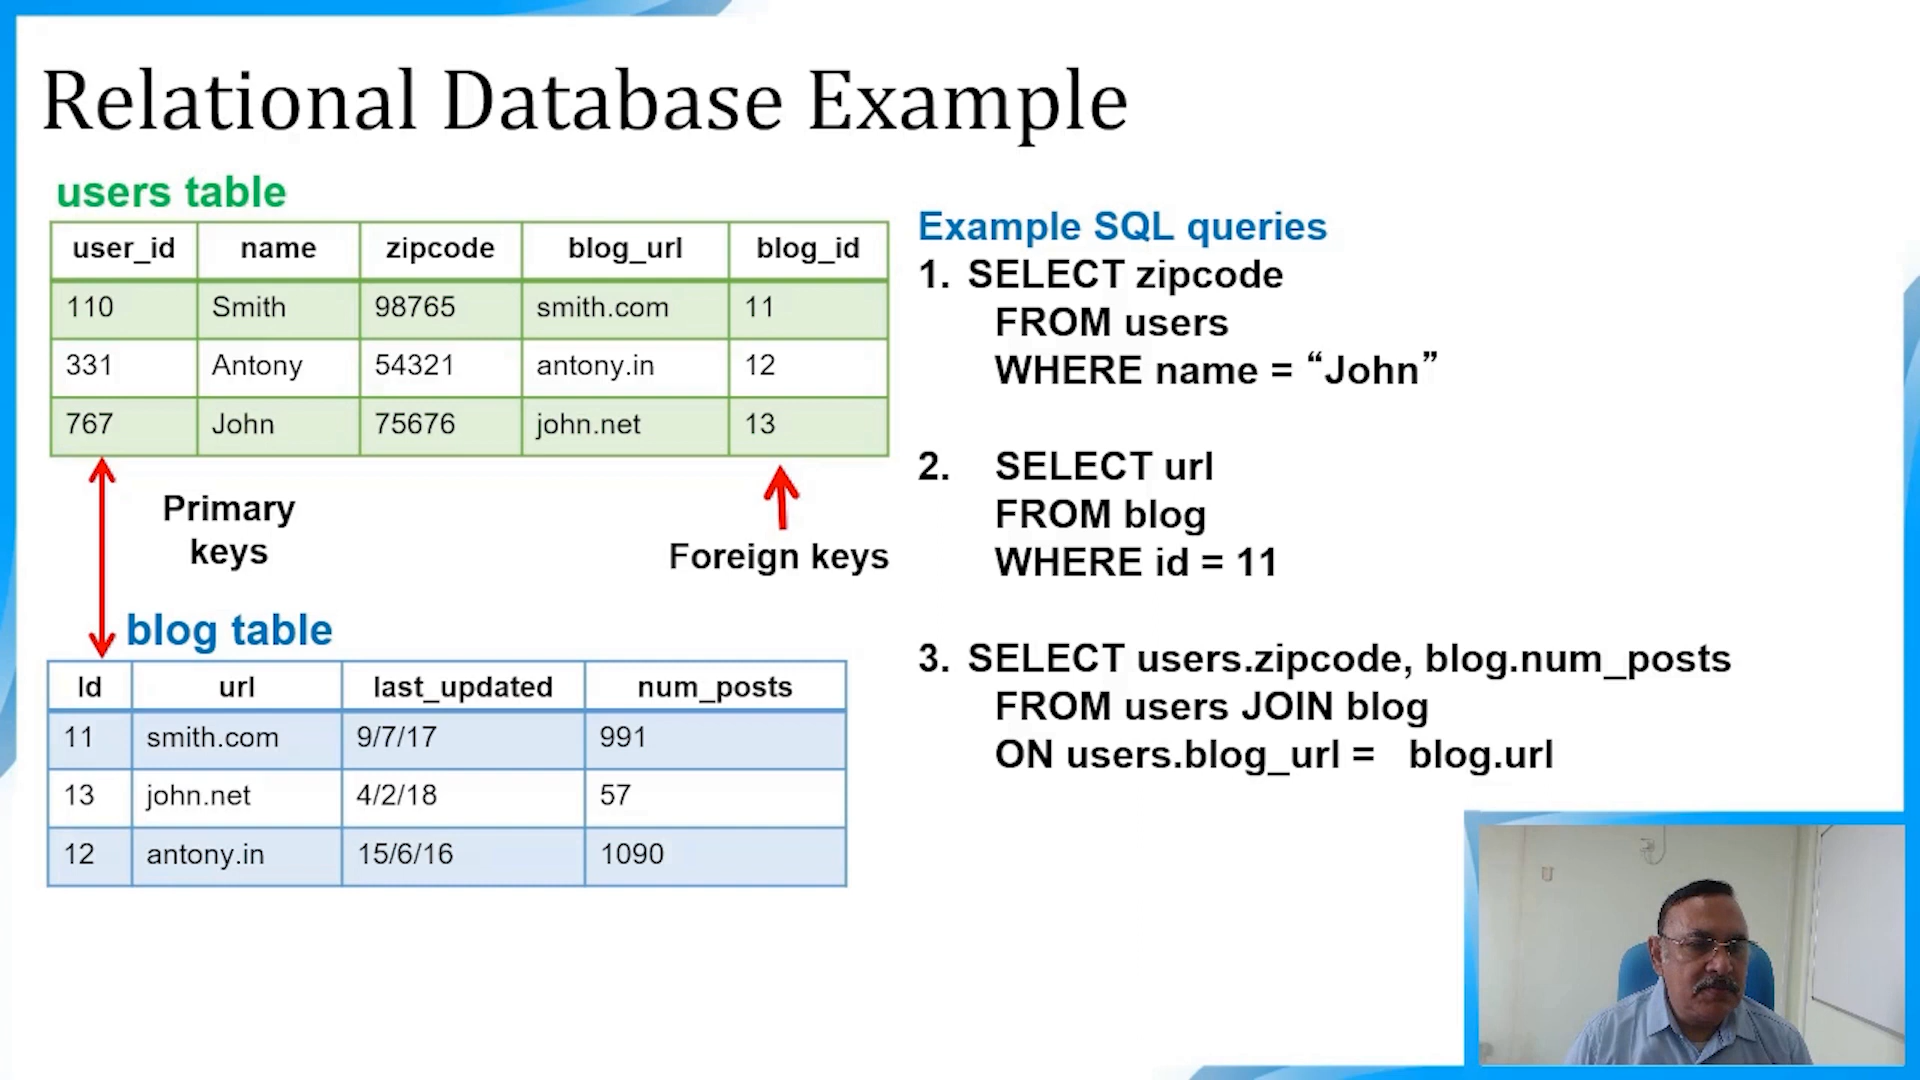 Relational Database Example
users table
user_id name zipcode blog_url blog_id
110 Smith 98765 smith.com 11
331 Antony 54321 antony.in 12
767 John 75676 john.net 13
Primary
keys
Foreign keys
blog table
Id url last_updated num_posts
11 smith.com 9/7/17 991
13 john.net 4/2/18 57
12 antony.in 15/6/16 1090
Example SQL queries
1. SELECT zipcode
FROM users
WHERE name = “John”
2. SELECT url
FROM blog
WHERE id = 11
3. SELECT users.zipcode, blog.num_posts
FROM users JOIN blog
ON users.blog_url = blog.url